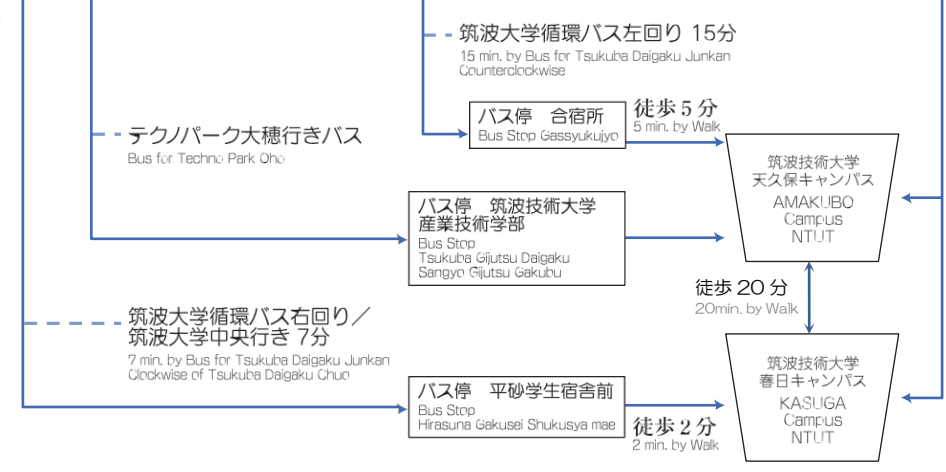 筑波大学循環バス左回り 15分
15 min. by Bus for Tsukuba Daigaku Junkan
Counterclockwise
バス停　合宿所
Bus Stop Gassyukujyo
徒歩 5 分
5 min. by Walk
テクノパーク大穂行きバス
Bus for Techno Park Oho
筑波技術大学
天久保キャンパス
AMAKUBO
Campus
NTUT
バス停　筑波技術大学
産業技術学部
Bus Stop
Tsukuba Gijutsu Daigaku
Sangyo Gijutsu Gakubu
徒歩 20 分
20min. by Walk
筑波大学循環バス右回り／
筑波大学中央行き 7分
7 min. by Bus for Tsukuba Daigaku Junkan
Clockwise of Tsukuba Daigaku Chuo
バス停　平砂学生宿舎前
Bus Stop
Hirasuna Gakusei Shukusya mae
徒歩 2 分
2 min. by Walk
筑波技術大学
春日キャンパス
KASUGA
Campus
NTUT